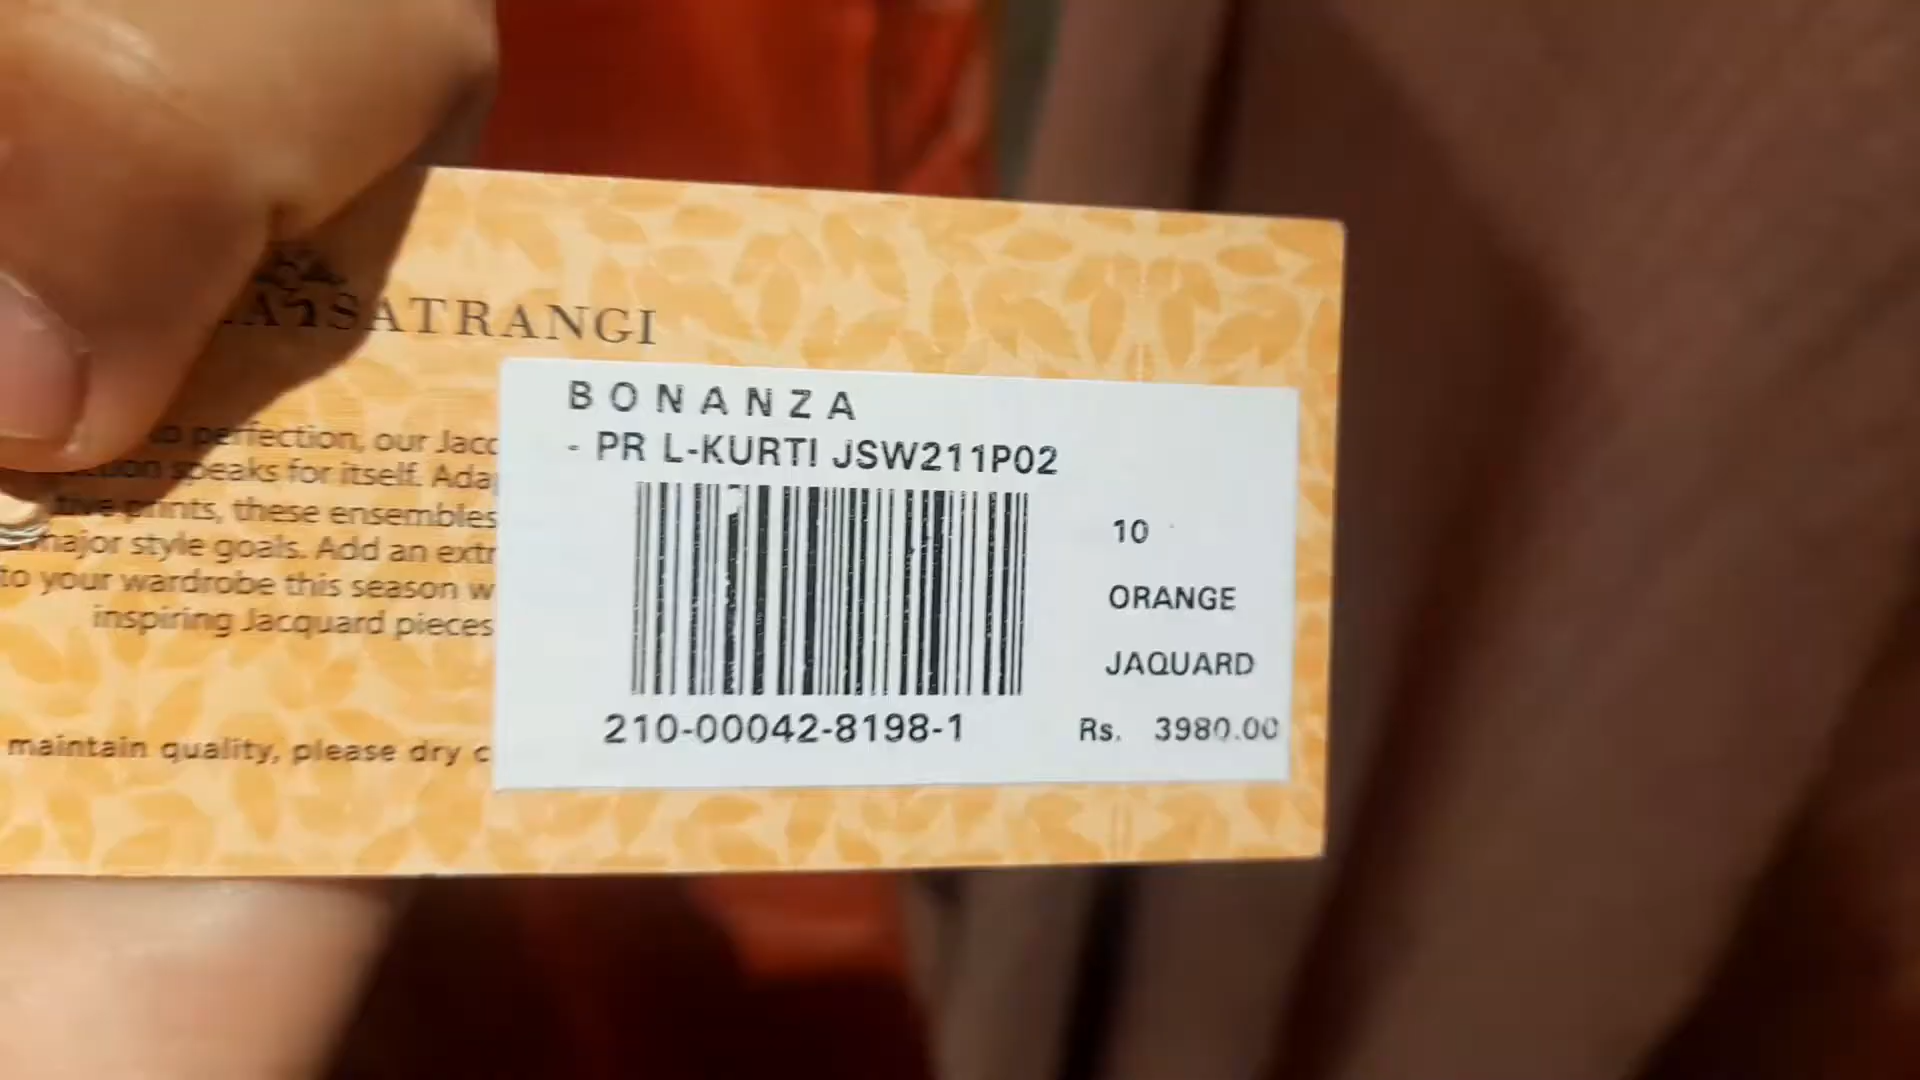 SATRANGI
BONANZA
- PR L-KURTI JSW211P02
10
ORANGE
JAQUARD
210-00042-8198-1
Rs. 3980.00
to perfection, our Jacq
speaks for itself. Ada
prints, these ensembles
major style goals. Add an extr
to your wardrobe this season w
inspiring Jacquard pieces
maintain quality, please dry c